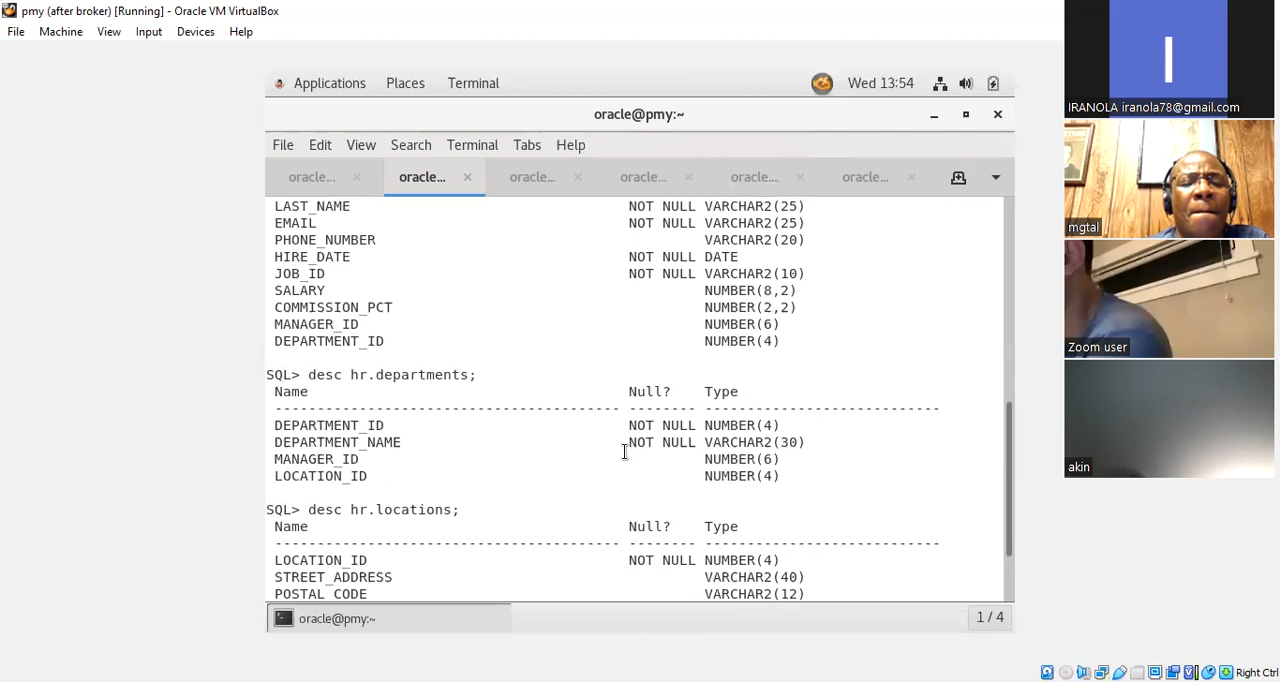 pmy (after broker) [Running] - Oracle VM VirtualBox
File Machine View Input Devices Help
Applications Places Terminal Wed 13:54
oracle@pmy:~
File Edit View Search Terminal Tabs Help
oracle... × oracle... × oracle... × oracle... × oracle... × oracle... ×
LAST_NAME NOT NULL VARCHAR2(25)
EMAIL NOT NULL VARCHAR2(25)
PHONE_NUMBER VARCHAR2(20)
HIRE_DATE NOT NULL DATE
JOB_ID NOT NULL VARCHAR2(10)
SALARY NUMBER(8,2)
COMMISSION_PCT NUMBER(2,2)
MANAGER_ID NUMBER(6)
DEPARTMENT_ID NUMBER(4)
SQL> desc hr.departments;
Name Null? Type
----------------------------------------- -------- ----------------------------
DEPARTMENT_ID NOT NULL NUMBER(4)
DEPARTMENT_NAME NOT NULL VARCHAR2(30)
MANAGER_ID NUMBER(6)
LOCATION_ID NUMBER(4)
SQL> desc hr.locations;
Name Null? Type
----------------------------------------- -------- ----------------------------
LOCATION_ID NOT NULL NUMBER(4)
STREET_ADDRESS VARCHAR2(40)
POSTAL_CODE VARCHAR2(12)
oracle@pmy:~ 1 / 4
I
IRANOLA iranola78@gmail.com
mgtal
Zoom user
akin
Right Ctrl